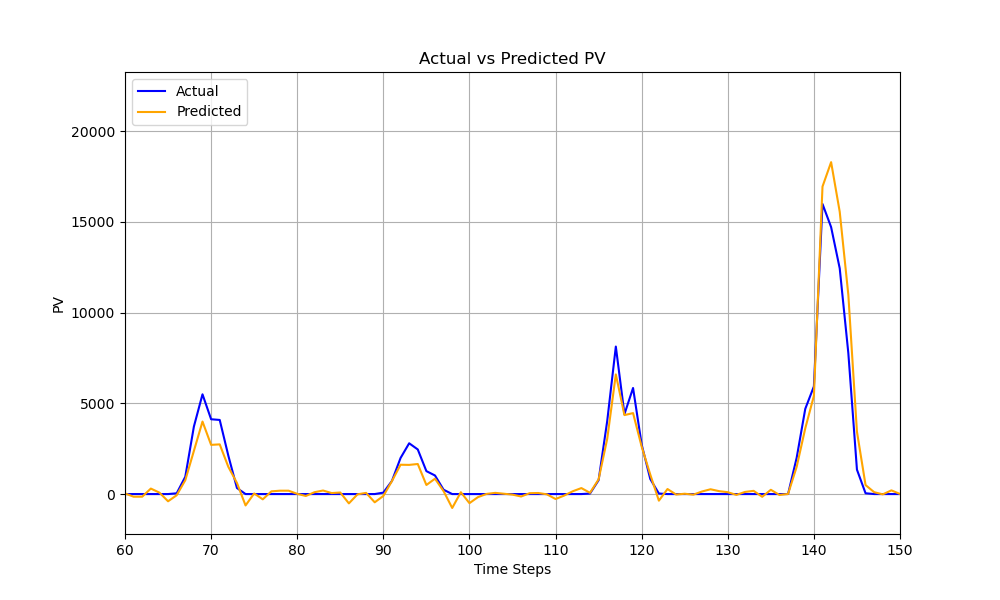 Actual vs Predicted PV
Actual
Predicted
20000
15000
10000
5000
0
PV
60 70 80 90 100 110 120 130 140 150
Time Steps